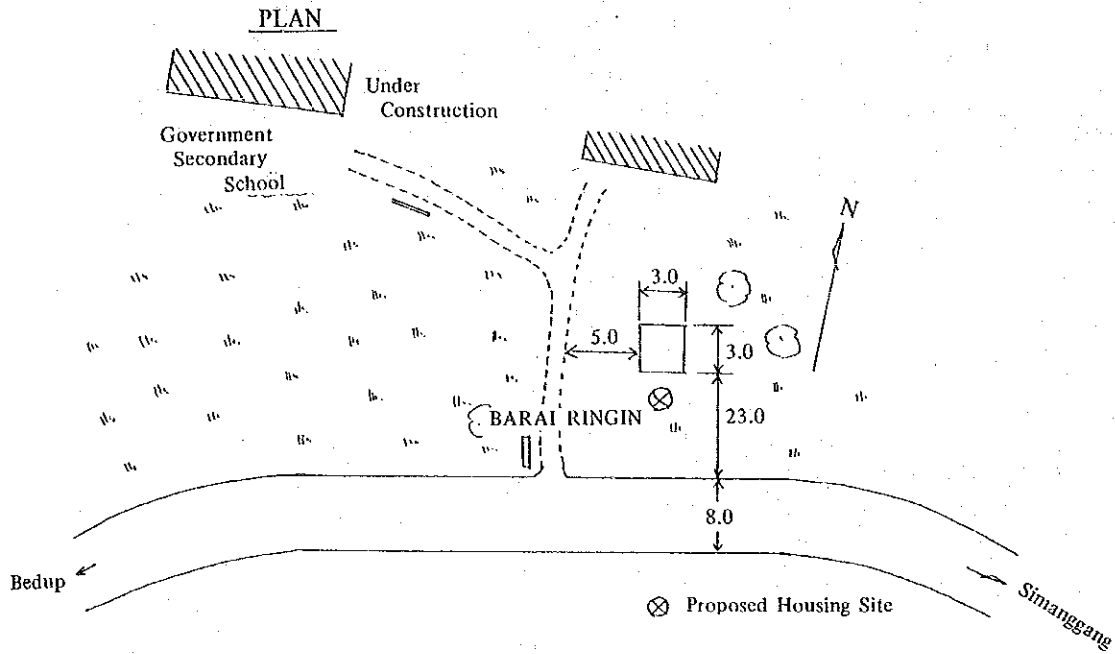 PLAN
Under
Construction
Government
Secondary
School
N
3.0
5.0
3.0
BARAI RINGIN
23.0
8.0
Bedup
Simanggang
Proposed Housing Site